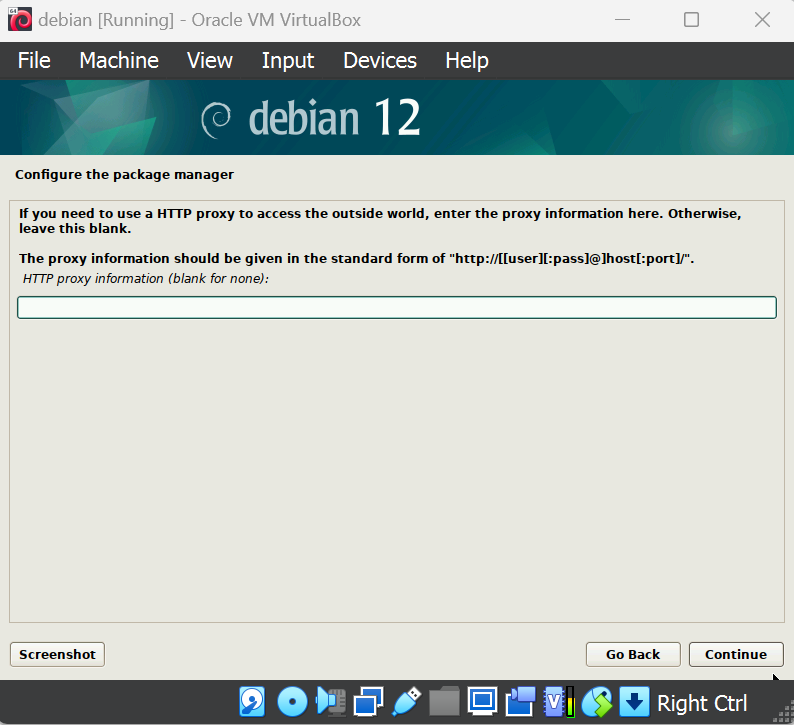 64
debian [Running] - Oracle VM VirtualBox
File Machine View Input Devices Help
debian 12
Configure the package manager
If you need to use a HTTP proxy to access the outside world, enter the proxy information here. Otherwise,
leave this blank.
The proxy information should be given in the standard form of "http://[[user][:pass]@]host[:port]/".
HTTP proxy information (blank for none):
Screenshot Go Back Continue
V Right Ctrl